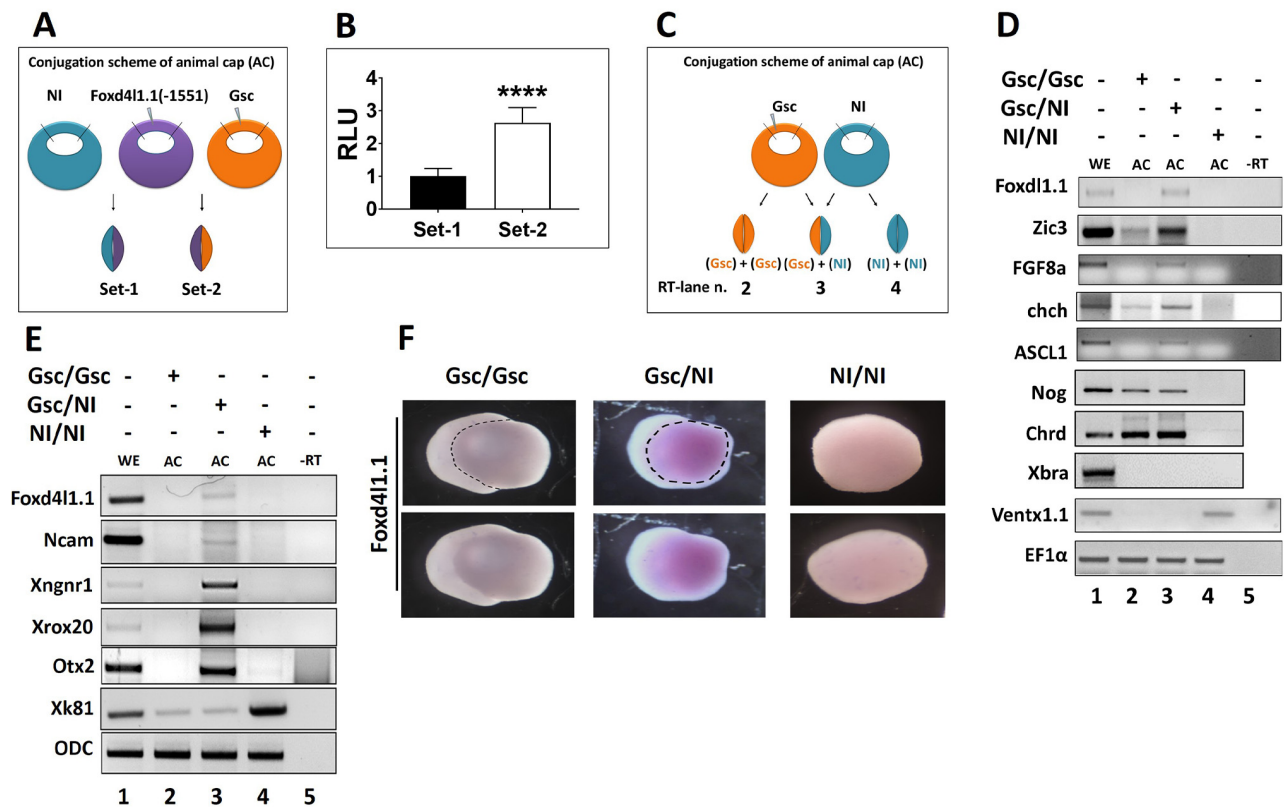 A
Conjugation scheme of animal cap (AC)
NI Foxd4l1.1(-1551) Gsc
Set-1 Set-2
B
RLU
4
3
2
1
0
****
Set-1 Set-2
C
Conjugation scheme of animal cap (AC)
Gsc NI
(Gsc) + (Gsc) (Gsc) + (NI) (NI) + (NI)
RT-lane n. 2 3 4
D
Gsc/Gsc - + - -
Gsc/NI - - + -
NI/NI - - - +
WE AC AC AC -RT
Foxdl1.1
Zic3
FGF8a
chch
ASCL1
Nog
Chrd
Xbra
Ventx1.1
EF1α
1 2 3 4 5
E
Gsc/Gsc - + - - -
Gsc/NI - - + - -
NI/NI - - - + -
WE AC AC AC -RT
Foxd4l1.1
Ncam
Xngnr1
Xrox20
Otx2
Xk81
ODC
1 2 3 4 5
F
Gsc/Gsc Gsc/NI NI/NI
Foxd4l1.1